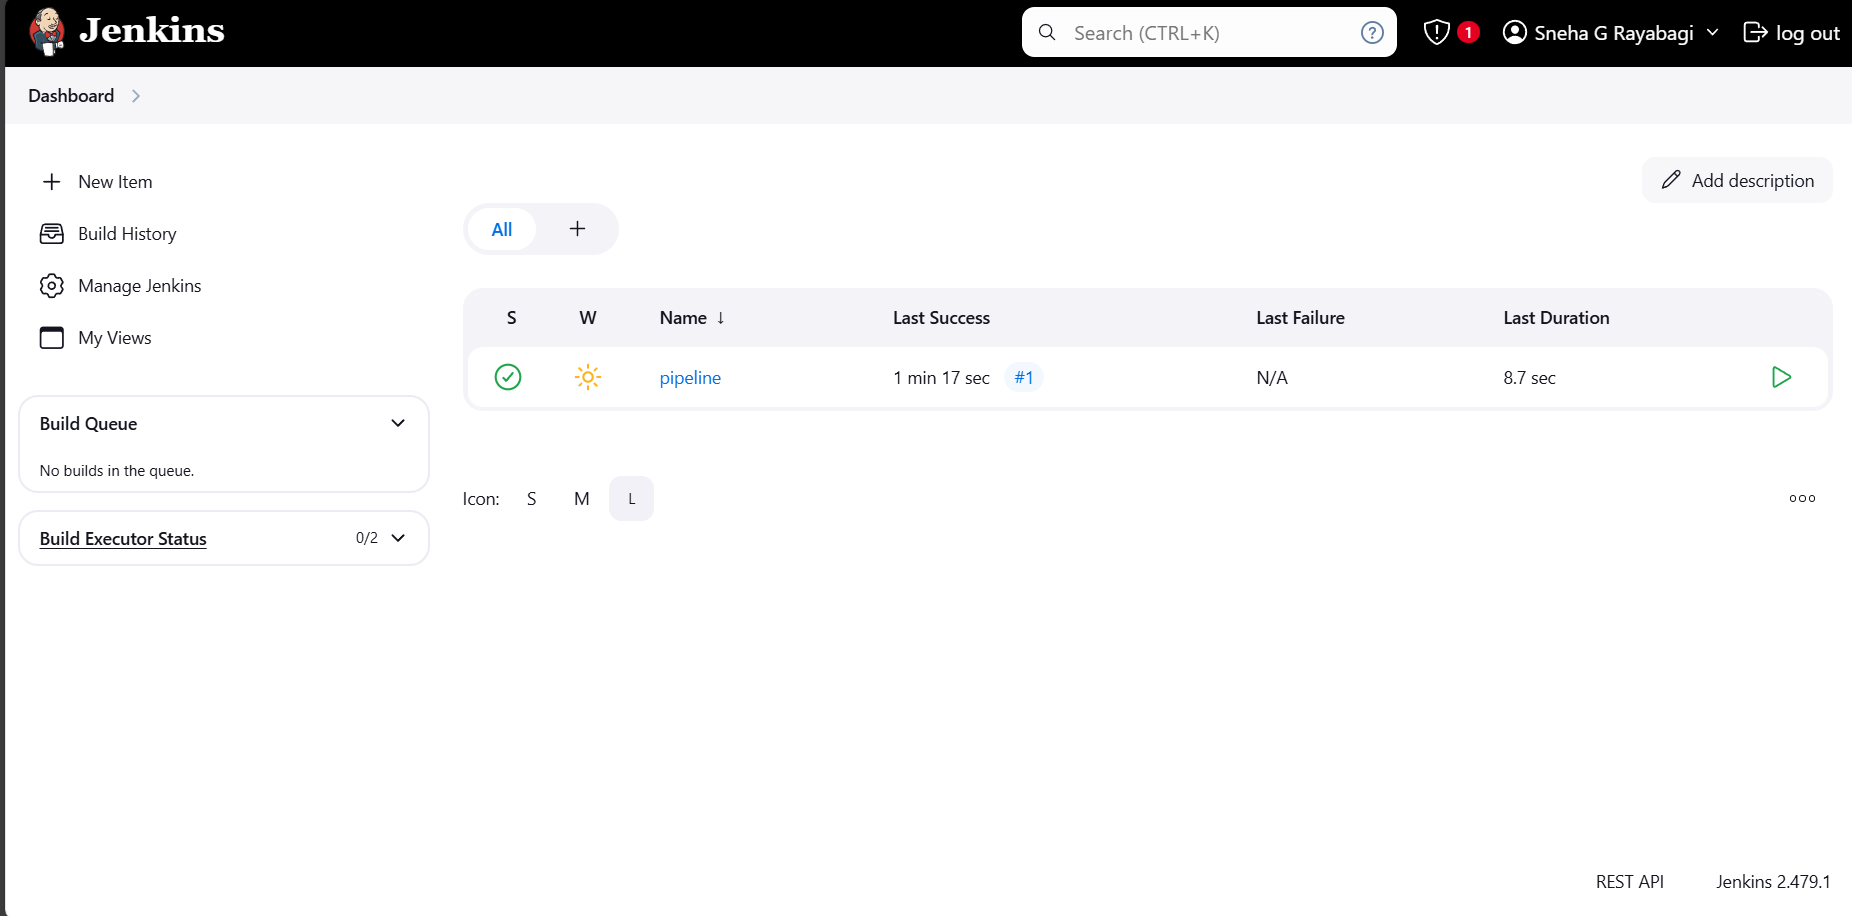 Jenkins
Search (CTRL+K)
?
1
Sneha G Rayabagi
log out
Dashboard
New Item
Build History
Manage Jenkins
My Views
Add description
All
+
S W Name ↓ Last Success Last Failure Last Duration
pipeline 1 min 17 sec #1 N/A 8.7 sec
Build Queue
No builds in the queue.
Build Executor Status 0/2
Icon: S M L
REST API Jenkins 2.479.1